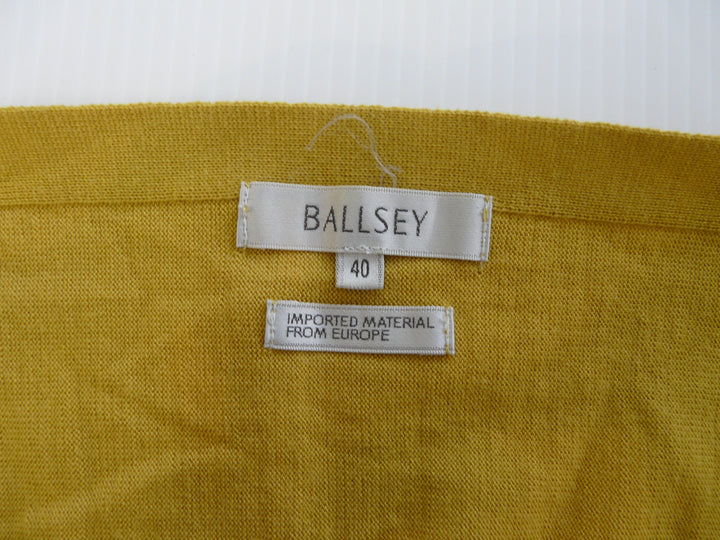 BALLSEY
40
IMPORTED MATERIAL
FROM EUROPE